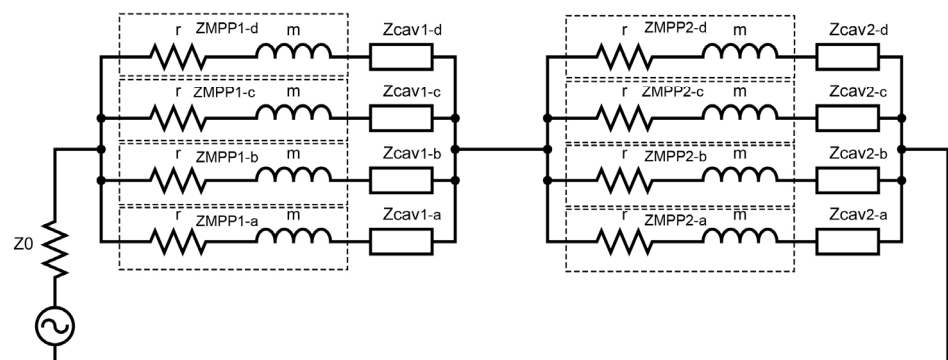 ZMPP1-d
r m Zcav1-d
ZMPP1-c
r m Zcav1-c
ZMPP1-b
r m Zcav1-b
ZMPP1-a
r m Zcav1-a
Z0
ZMPP2-d
r m Zcav2-d
ZMPP2-c
r m Zcav2-c
ZMPP2-b
r m Zcav2-b
ZMPP2-a
r m Zcav2-a